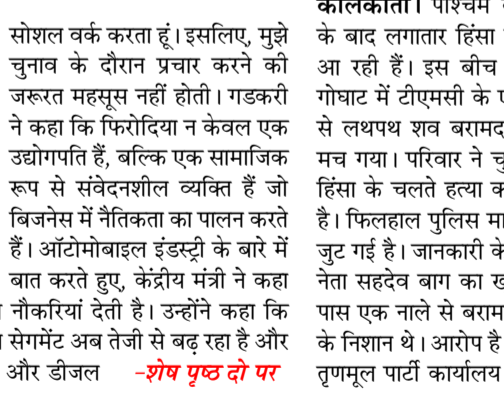 सोशल वर्क करता हूं। इसलिए, मुझे
चुनाव के दौरान प्रचार करने की
जरूरत महसूस नहीं होती। गडकरी
ने कहा कि फिरोदिया न केवल एक
उद्योगपति हैं, बल्कि एक सामाजिक
रूप से संवेदनशील व्यक्ति हैं जो
बिजनेस में नैतिकता का पालन करते
हैं। ऑटोमोबाइल इंडस्ट्री के बारे में
बात करते हुए, केंद्रीय मंत्री ने कहा
नौकरियां देती है। उन्होंने कहा कि
सेगमेंट अब तेजी से बढ़ रहा है और
और डीजल -शेष पृष्ठ दो पर
कोलकाता। पश्चिम
के बाद लगातार हिंसा
आ रही हैं। इस बीच
गोघाट में टीएमसी के
से लथपथ शव बरामद
मच गया। परिवार ने
हिंसा के चलते हत्या
है। फिलहाल पुलिस
जुट गई है। जानकारी के
नेता सहदेव बाग का
पास एक नाले से
के निशान थे। आरोप है
तृणमूल पार्टी कार्यालय